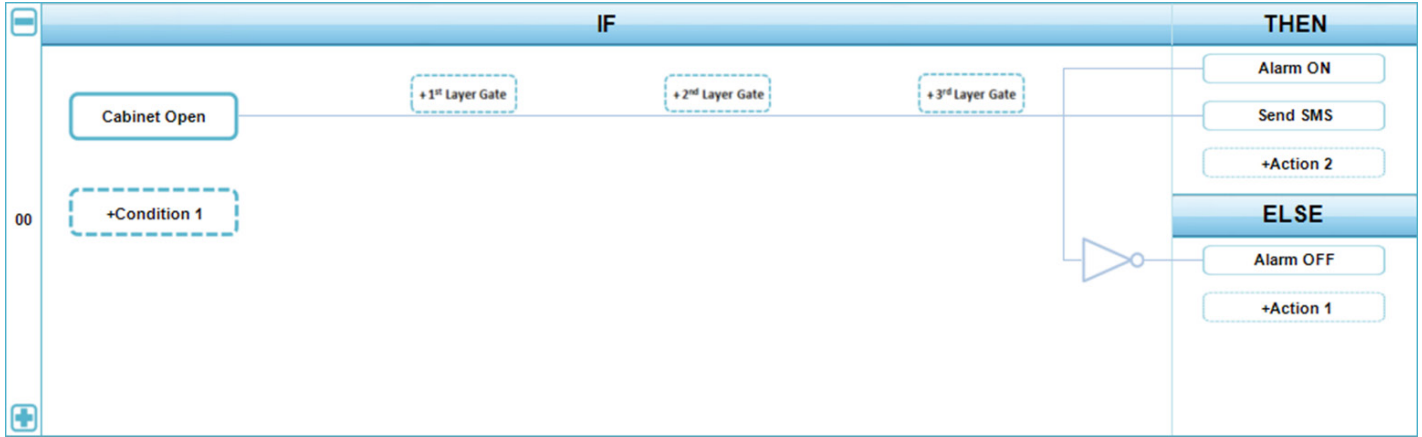 IF
THEN
Alarm ON
+1st Layer Gate
+2nd Layer Gate
+3rd Layer Gate
Cabinet Open
Send SMS
+Action 2
00
+Condition 1
ELSE
Alarm OFF
+Action 1